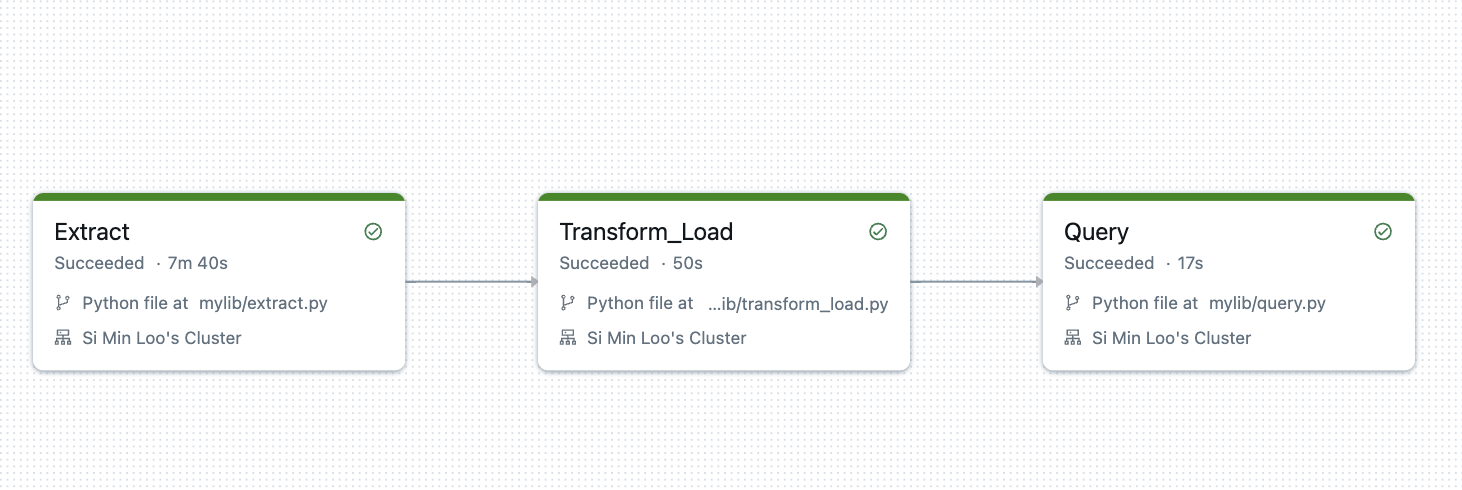 Extract
Succeeded · 7m 40s
Python file at mylib/extract.py
Si Min Loo's Cluster
Transform_Load
Succeeded · 50s
Python file at ...ib/transform_load.py
Si Min Loo's Cluster
Query
Succeeded · 17s
Python file at mylib/query.py
Si Min Loo's Cluster